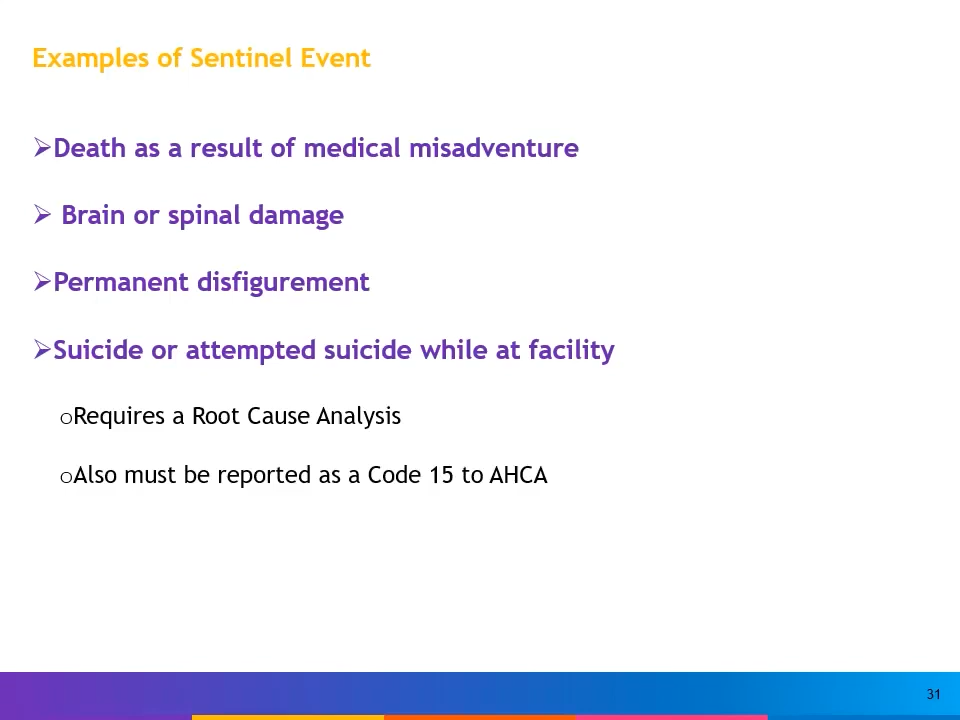 Examples of Sentinel Event
➢Death as a result of medical misadventure
➢ Brain or spinal damage
➢Permanent disfigurement
➢Suicide or attempted suicide while at facility
oRequires a Root Cause Analysis
oAlso must be reported as a Code 15 to AHCA
31